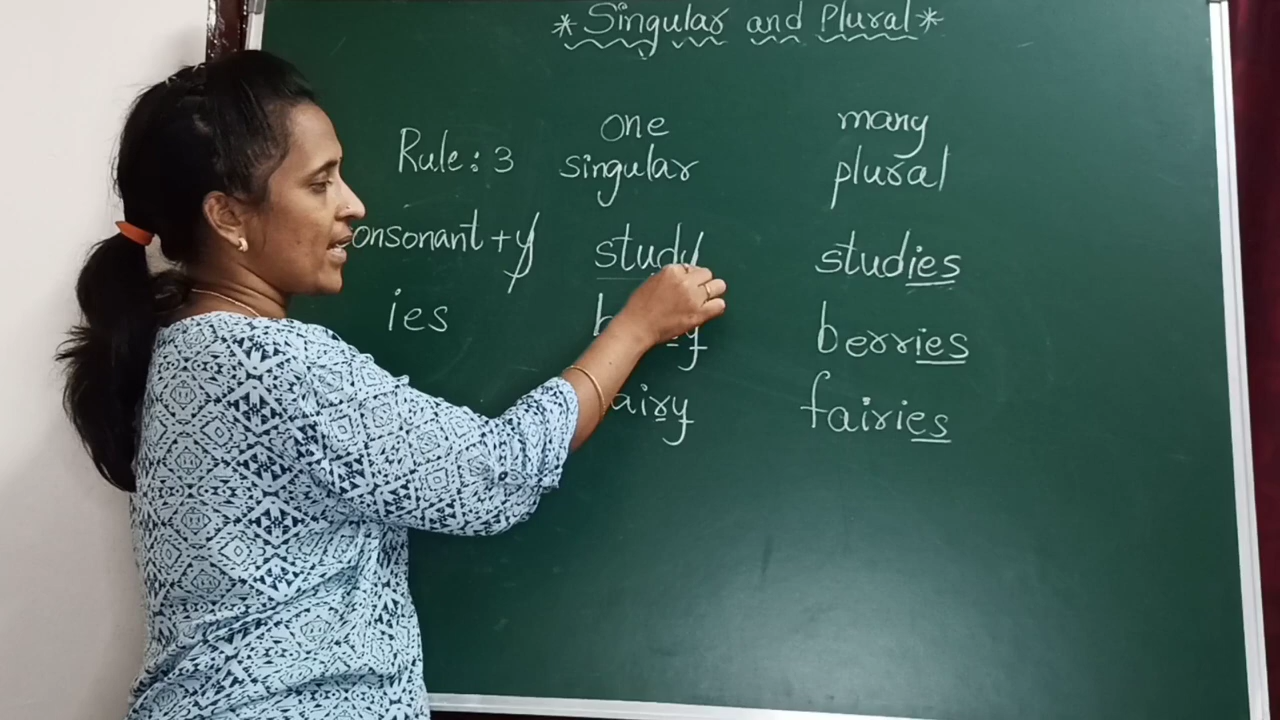 *Singular and Plural*
one many
Rule: 3 singular plural
onsonant + y study studies
ies berries
airy fairies